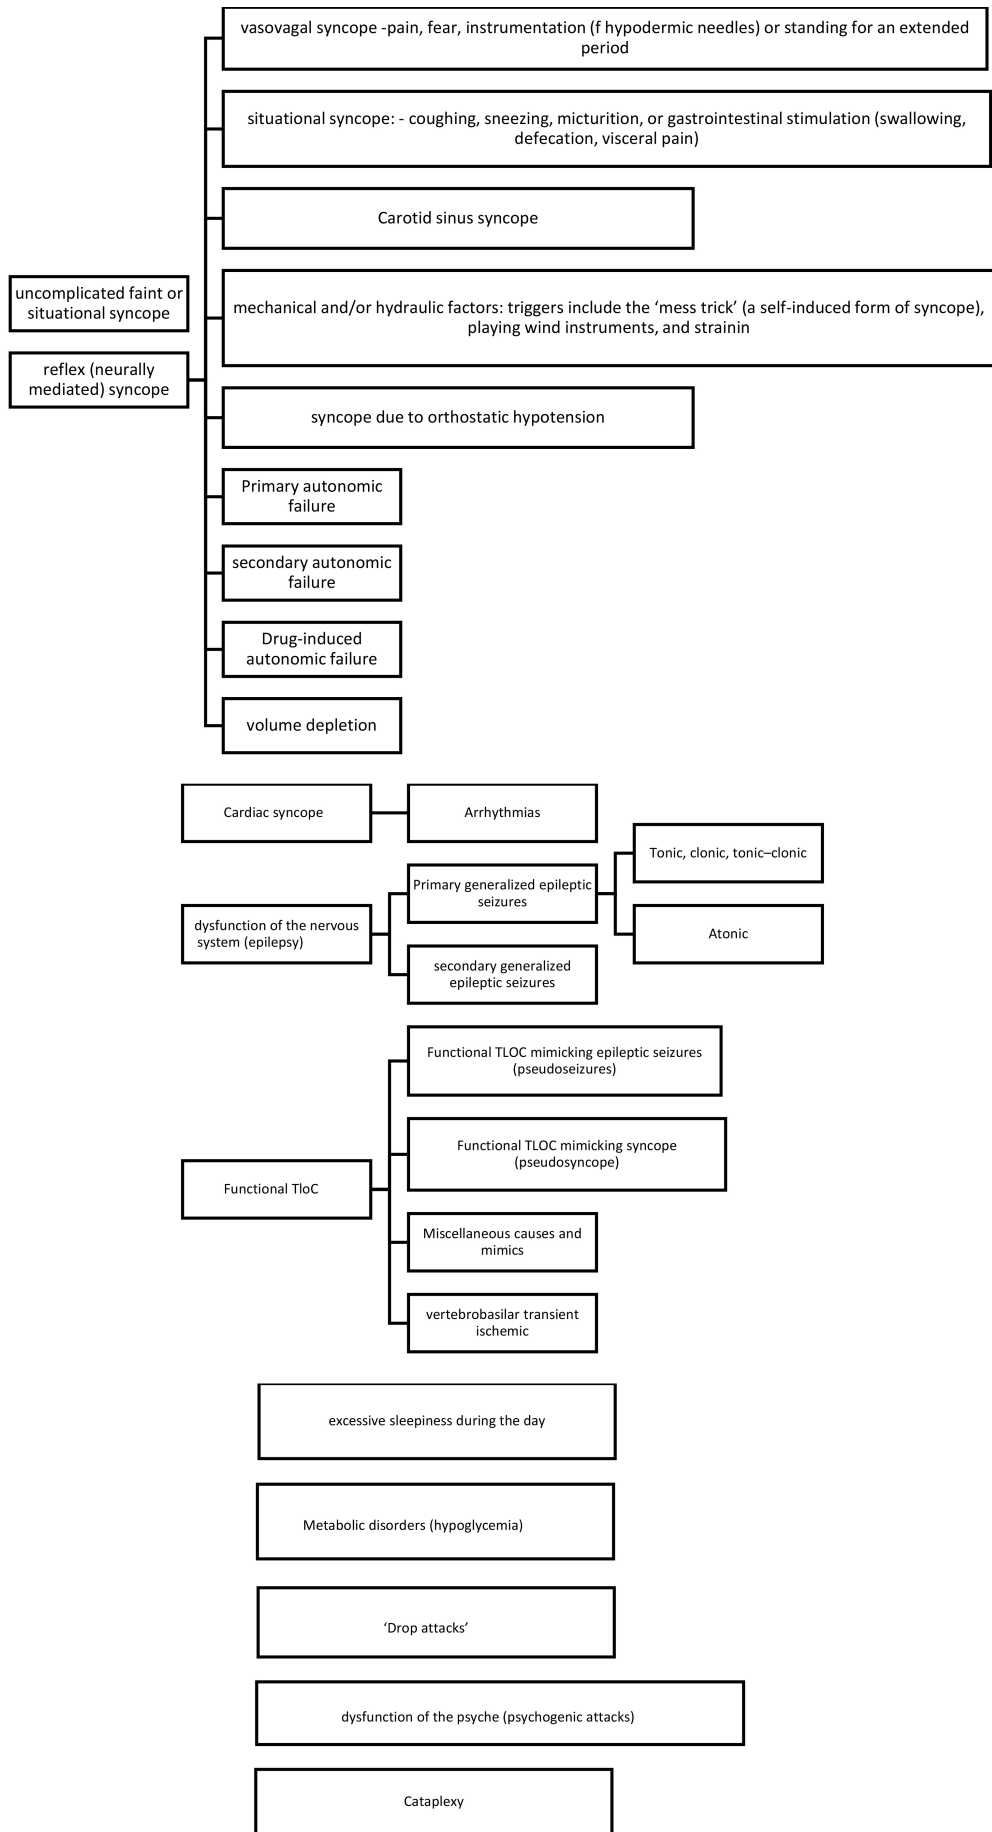 vasovagal syncope -pain, fear, instrumentation (f hypodermic needles) or standing for an extended
period
situational syncope: - coughing, sneezing, micturition, or gastrointestinal stimulation (swallowing,
defecation, visceral pain)
Carotid sinus syncope
uncomplicated faint or
situational syncope
mechanical and/or hydraulic factors: triggers include the ‘mess trick’ (a self-induced form of syncope),
playing wind instruments, and strainin
reflex (neurally
mediated) syncope
syncope due to orthostatic hypotension
Primary autonomic
failure
secondary autonomic
failure
Drug-induced
autonomic failure
volume depletion
Cardiac syncope
Arrhythmias
dysfunction of the nervous
system (epilepsy)
Primary generalized epileptic
seizures
Tonic, clonic, tonic–clonic
Atonic
secondary generalized
epileptic seizures
Functional TloC
Functional TLOC mimicking epileptic seizures
(pseudoseizures)
Functional TLOC mimicking syncope
(pseudosyncope)
Miscellaneous causes and
mimics
vertebrobasilar transient
ischemic
excessive sleepiness during the day
Metabolic disorders (hypoglycemia)
‘Drop attacks’
dysfunction of the psyche (psychogenic attacks)
Cataplexy